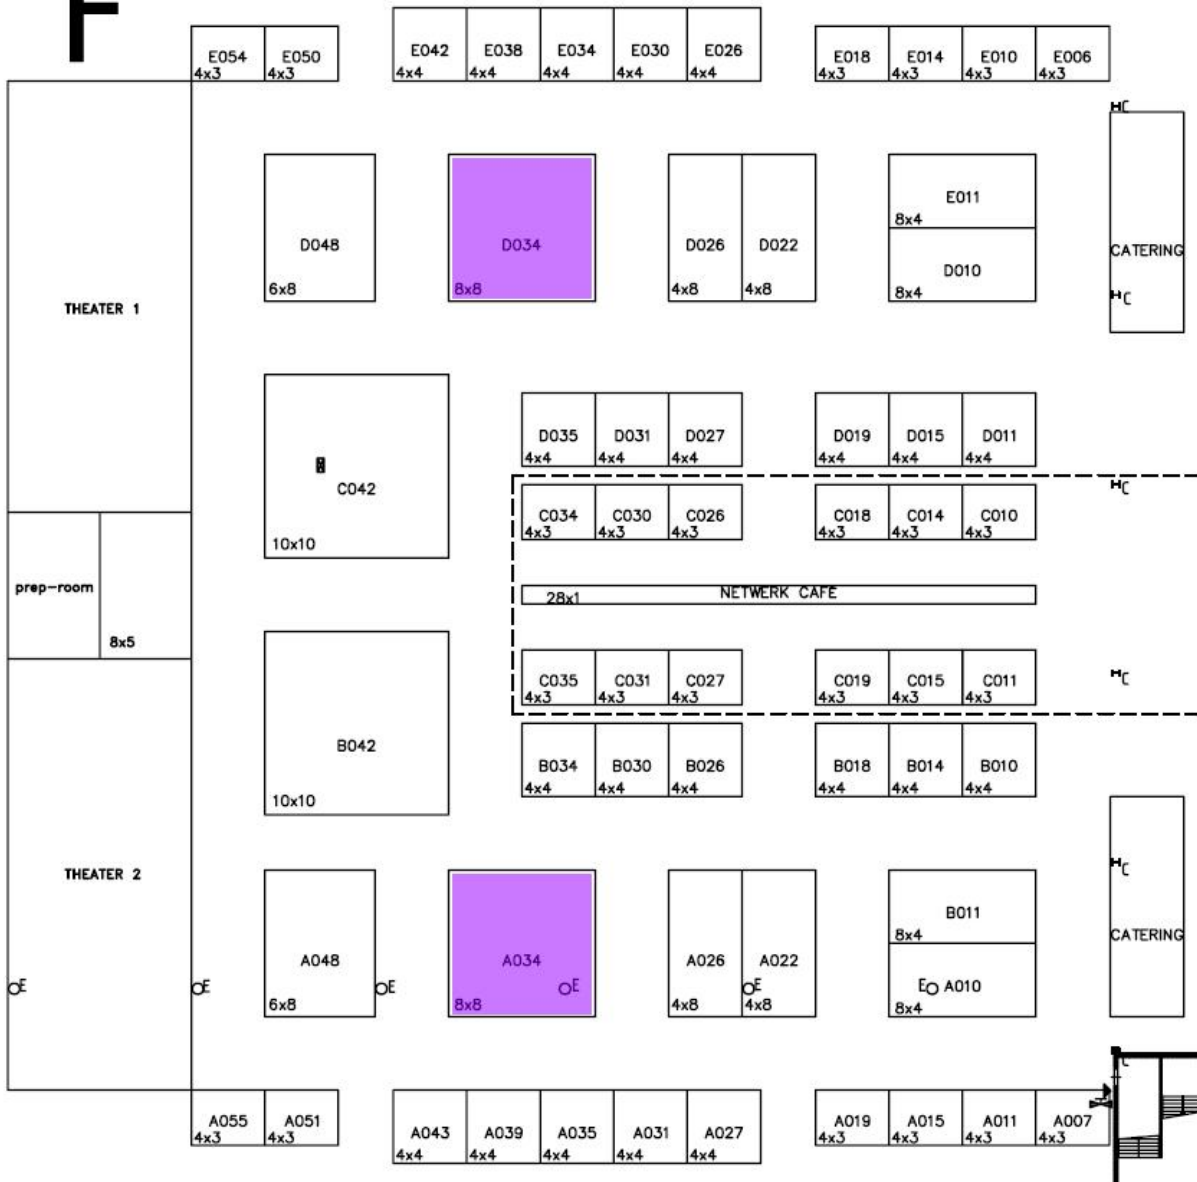 F
E054 E050 E042 E038 E034 E030 E026 E018 E014 E010 E006
4x3 4x3 4x4 4x4 4x4 4x4 4x4 4x3 4x3 4x3 4x3
HC
E011
8x4
D048 D034 D026 D022
CATERING
D010
6x8 8x8 4x8 4x8 8x4
HC
THEATER 1
D035 D031 D027 D019 D015 D011
4x4 4x4 4x4 4x4 4x4 4x4
C042
HC
C034 C030 C026 C018 C014 C010
4x3 4x3 4x3 4x3 4x3 4x3
10x10
prep-room
NETWERK CAFE
28x1
8x5
C035 C031 C027 C019 C015 C011
4x3 4x3 4x3 4x3 4x3 4x3
HC
B042
B034 B030 B026 B018 B014 B010
4x4 4x4 4x4 4x4 4x4 4x4
10x10
HC
THEATER 2
B011
8x4
CATERING
A048 A034 A026 A022
E E E E E E A010
6x8 8x8 4x8 4x8 8x4
C
A055 A051 A043 A039 A035 A031 A027 A019 A015 A011 A007
4x3 4x3 4x4 4x4 4x4 4x4 4x4 4x3 4x3 4x3 4x3